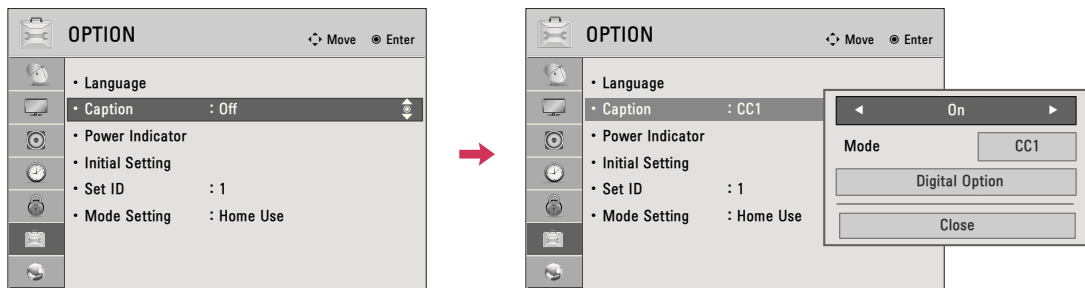 OPTION
Move Enter
• Language
• Caption : Off
• Power Indicator
• Initial Setting
• Set ID : 1
• Mode Setting : Home Use
OPTION
Move Enter
• Language
• Caption : CC1
• Power Indicator
• Initial Setting
• Set ID : 1
• Mode Setting : Home Use
On
Mode CC1
Digital Option
Close